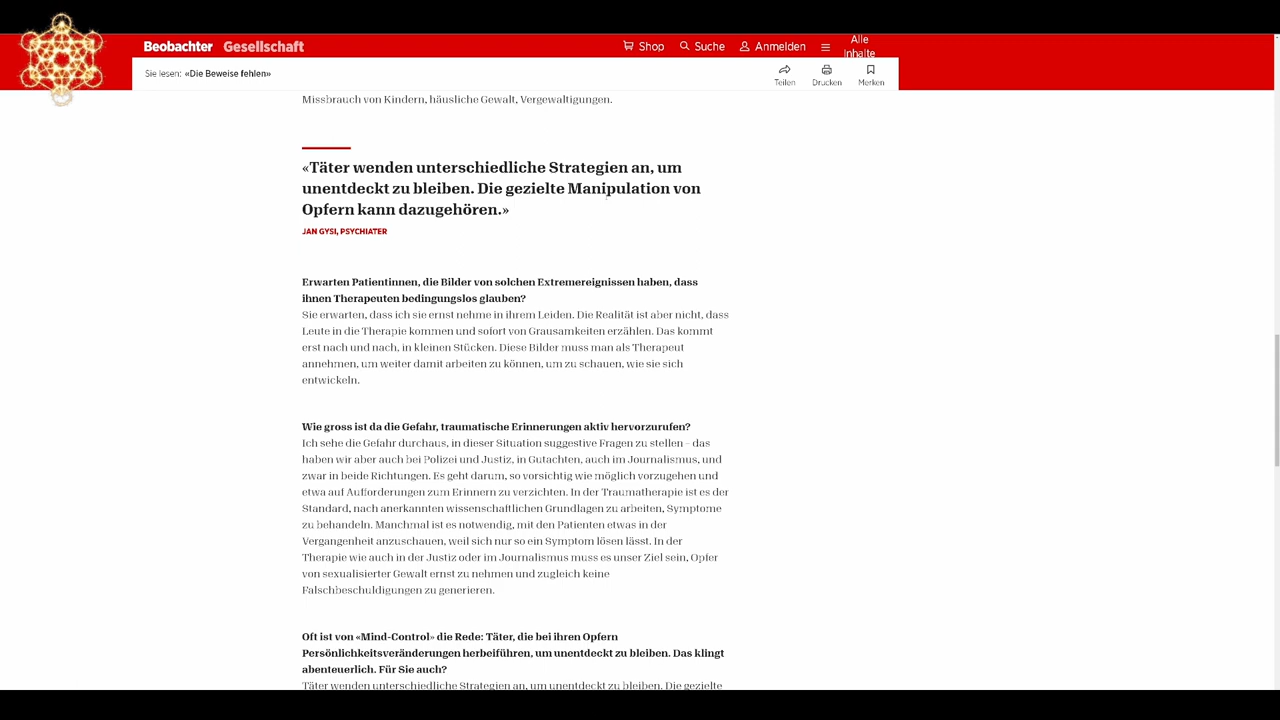 Beobachter Gesellschaft
Shop
Suche
Anmelden
Alle
Inhalte
Sie lesen: «Die Beweise fehlen»
Teilen
Drucken
Merken
Missbrauch von Kindern, häusliche Gewalt, Vergewaltigungen.
«Täter wenden unterschiedliche Strategien an, um
unentdeckt zu bleiben. Die gezielte Manipulation von
Opfern kann dazugehören.»
JAN GYSI, PSYCHIATER
Erwarten Patientinnen, die Bilder von solchen Extremereignissen haben, dass
ihnen Therapeuten bedingungslos glauben?
Sie erwarten, dass ich sie ernst nehme in ihrem Leiden. Die Realität ist aber nicht, dass
Leute in die Therapie kommen und sofort von Grausamkeiten erzählen. Das kommt
erst nach und nach, in kleinen Stücken. Diese Bilder muss man als Therapeut
annehmen, um weiter damit arbeiten zu können, um zu schauen, wie sie sich
entwickeln.
Wie gross ist da die Gefahr, traumatische Erinnerungen aktiv hervorzurufen?
Ich sehe die Gefahr durchaus, in dieser Situation suggestive Fragen zu stellen – das
haben wir aber auch bei Polizei und Justiz, in Gutachten, auch im Journalismus, und
zwar in beide Richtungen. Es geht darum, so vorsichtig wie möglich vorzugehen und
etwa auf Aufforderungen zum Erinnern zu verzichten. In der Traumatherapie ist es der
Standard, nach anerkannten wissenschaftlichen Grundlagen zu arbeiten, Symptome
zu behandeln. Manchmal ist es notwendig, mit den Patienten etwas in der
Vergangenheit anzuschauen, weil sich nur so ein Symptom lösen lässt. In der
Therapie wie auch in der Justiz oder im Journalismus muss es unser Ziel sein, Opfer
von sexualisierter Gewalt ernst zu nehmen und zugleich keine
Falschbeschuldigungen zu generieren.
Oft ist von «Mind-Control» die Rede: Täter, die bei ihren Opfern
Persönlichkeitsveränderungen herbeiführen, um unentdeckt zu bleiben. Das klingt
abenteuerlich. Für Sie auch?
Täter wenden unterschiedliche Strategien an, um unentdeckt zu bleiben. Die gezielte